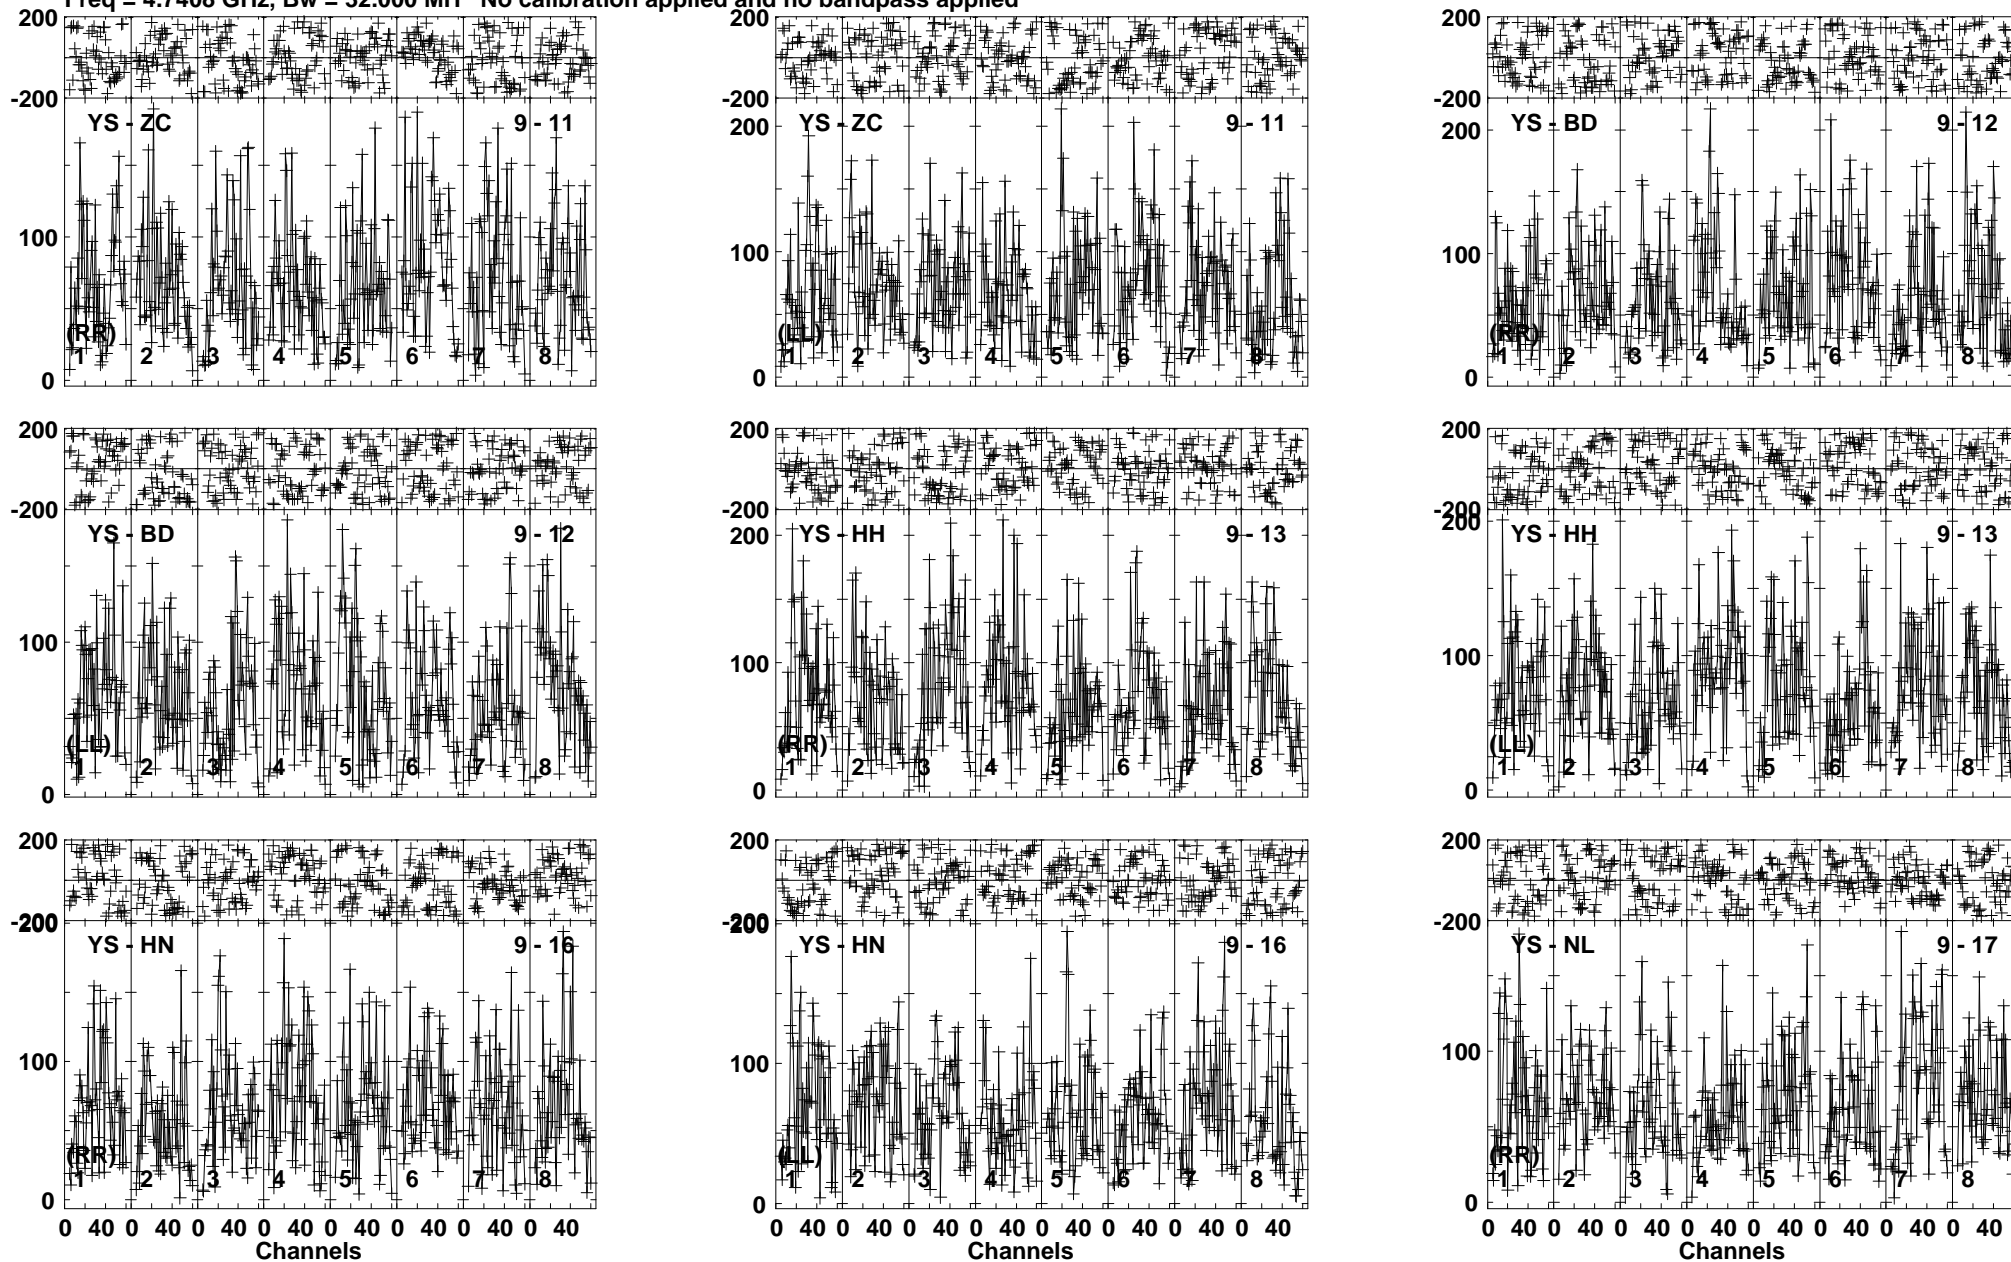 Freq = 4.7408 GHz, Bw = 32.000 MH No calibration applied and no bandpass applied
200 200 200
-200 -200 -200
YS - ZC 9 - 11 YS - ZC 9 - 11 YS - BD 9 - 12
200 200
100 100 100
(RR) (LL) (RR)
1 2 3 4 5 6 7 8 1 2 3 4 5 6 7 8 1 2 3 4 5 6 7 8
0 0 0
200 200 200
-200 -200 -200
200 200
YS - BD 9 - 12 YS - HH 9 - 13 YS - HH 9 - 13
100 100 100
(LL) (RR) (LL)
1 2 3 4 5 6 7 8 1 2 3 4 5 6 7 8 1 2 3 4 5 6 7 8
0 0 0
200 200 200
-200 -200 -200
200 200
YS - HN 9 - 16 YS - HN 9 - 16 YS - NL 9 - 17
100 100 100
(RR) (LL) (RR)
1 2 3 4 5 6 7 8 1 2 3 4 5 6 7 8 1 2 3 4 5 6 7 8
0 0 0
0 40 0 40 0 40 0 40 0 40 0 40 0 40 0 40 0 40 0 40 0 40 0 40 0 40 0 40 0 40 0 40 0 40 0 40 0 40 0 40 0 40 0 40 0 40 0 40
Channels Channels Channels